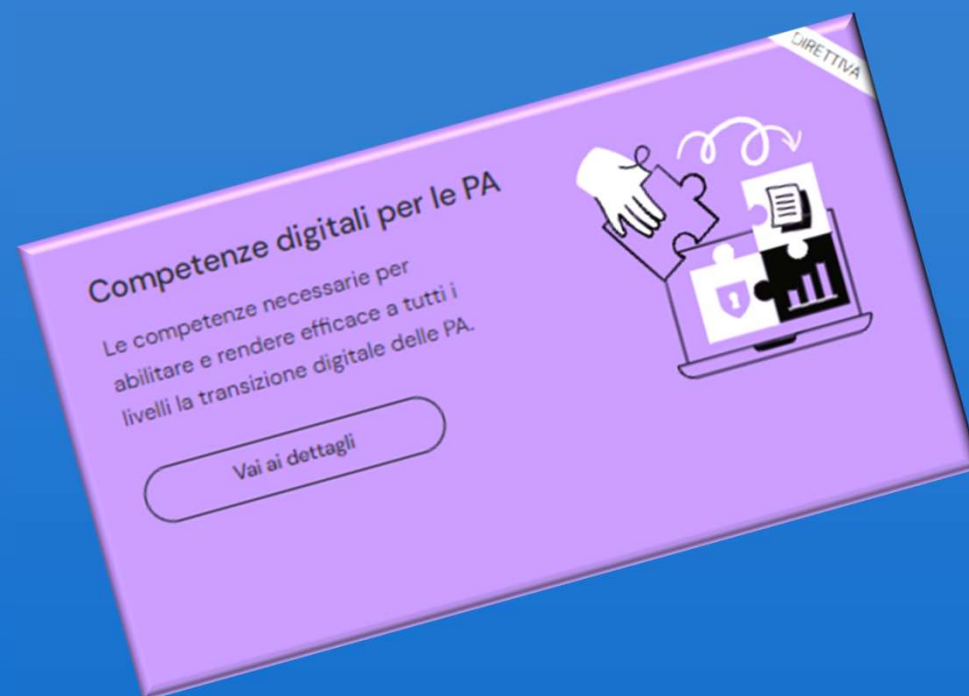 DIRETTIVA
Competenze digitali per le PA
Le competenze necessarie per
abilitare e rendere efficace a tutti i
livelli la transizione digitale delle PA.
Vai ai dettagli